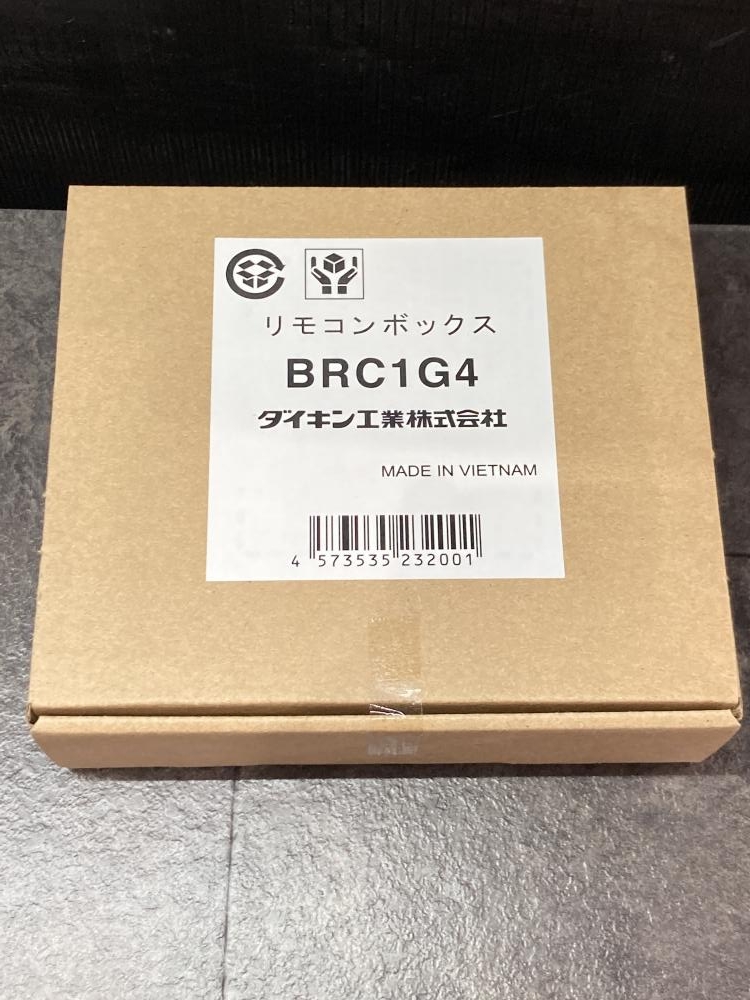 リモコンボックス
BRC1G4
ダイキン工業株式会社
MADE IN VIETNAM
4 573535 232001